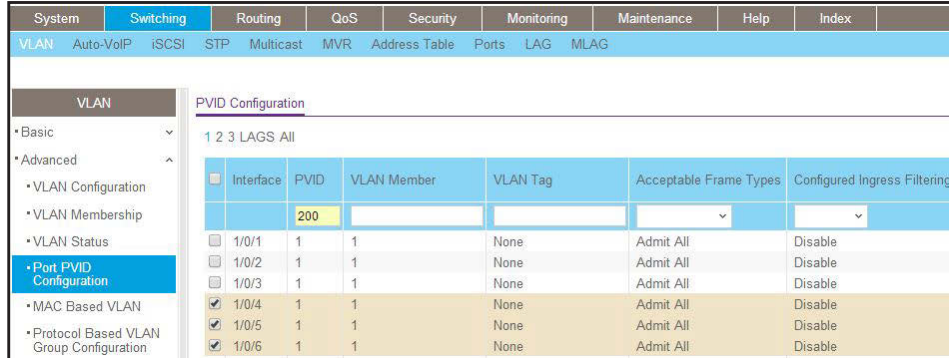 System Switching Routing QoS Security Monitoring Maintenance Help Index
VLAN Auto-VoIP iSCSI STP Multicast MVR Address Table Ports LAG MLAG
VLAN
Basic
Advanced
VLAN Configuration
VLAN Membership
VLAN Status
Port PVID
Configuration
MAC Based VLAN
Protocol Based VLAN
Group Configuration
PVID Configuration
1 2 3 LAGS All
Interface PVID VLAN Member VLAN Tag Acceptable Frame Types Configured Ingress Filtering
200
1/0/1 1 1 None Admit All Disable
1/0/2 1 1 None Admit All Disable
1/0/3 1 1 None Admit All Disable
1/0/4 1 1 None Admit All Disable
1/0/5 1 1 None Admit All Disable
1/0/6 1 1 None Admit All Disable